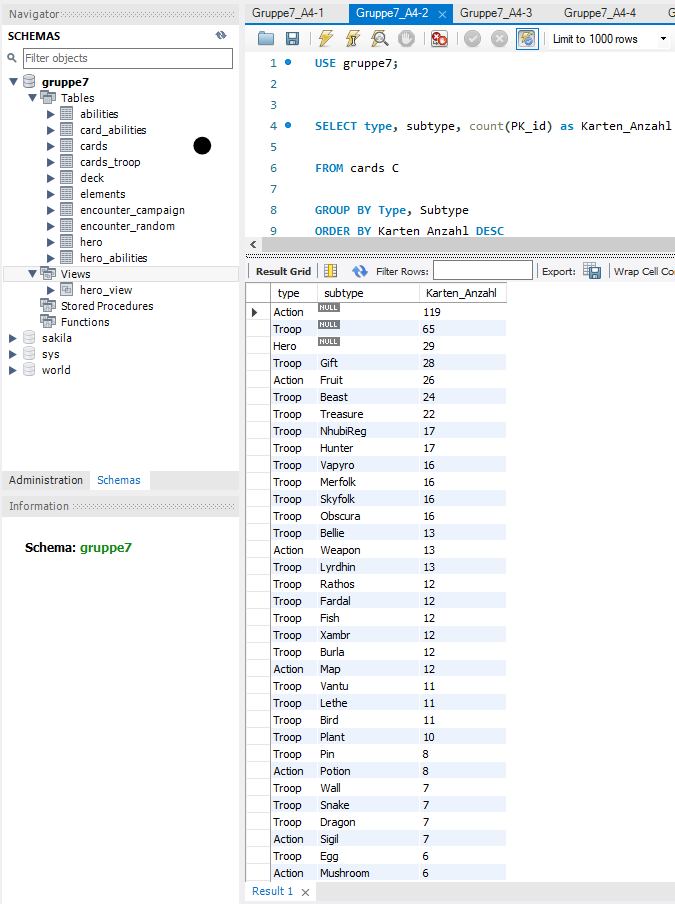 Navigator
SCHEMAS
Filter objects
gruppe7
Tables
abilities
card_abilities
cards
cards_troop
deck
elements
encounter_campaign
encounter_random
hero
hero_abilities
Views
hero_view
Stored Procedures
Functions
sakila
sys
world
Administration Schemas
Information
Schema: gruppe7
Gruppe7_A4-1 Gruppe7_A4-2 Gruppe7_A4-3 Gruppe7_A4-4 G
Limit to 1000 rows
1 USE gruppe7;
2
3
4 SELECT type, subtype, count(PK_id) as Karten_Anzahl
5
6 FROM cards C
7
8 GROUP BY Type, Subtype
9 ORDER BY Karten_Anzahl DESC
Result Grid Filter Rows: Export: Wrap Cell Co
type subtype Karten_Anzahl
Action NULL 119
Troop NULL 65
Hero NULL 29
Troop Gift 28
Action Fruit 26
Troop Beast 24
Troop Treasure 22
Troop NhubiReg 17
Troop Hunter 17
Troop Vapyro 16
Troop Merfolk 16
Troop Skyfolk 16
Troop Obscura 16
Troop Bellie 13
Action Weapon 13
Troop Lyrdhin 13
Troop Rathos 12
Troop Fardal 12
Troop Fish 12
Troop Xambr 12
Troop Burla 12
Action Map 12
Troop Vantu 11
Troop Lethe 11
Troop Bird 11
Troop Plant 10
Troop Pin 8
Action Potion 8
Troop Wall 7
Troop Snake 7
Troop Dragon 7
Action Sigil 7
Troop Egg 6
Action Mushroom 6
Result 1